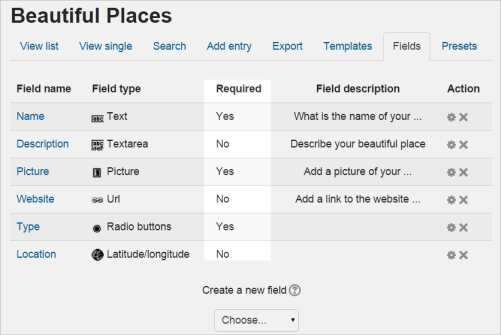 Beautiful Places
View list View single Search Add entry Export Templates Fields Presets
Field name Field type Required Field description Action
Name Text Yes What is the name of your ...
Description Textarea No Describe your beautiful place
Picture Picture Yes Add a picture of your ...
Website Url No Add a link to the website ...
Type Radio buttons Yes
Location Latitude/longitude No
Create a new field ?
Choose...